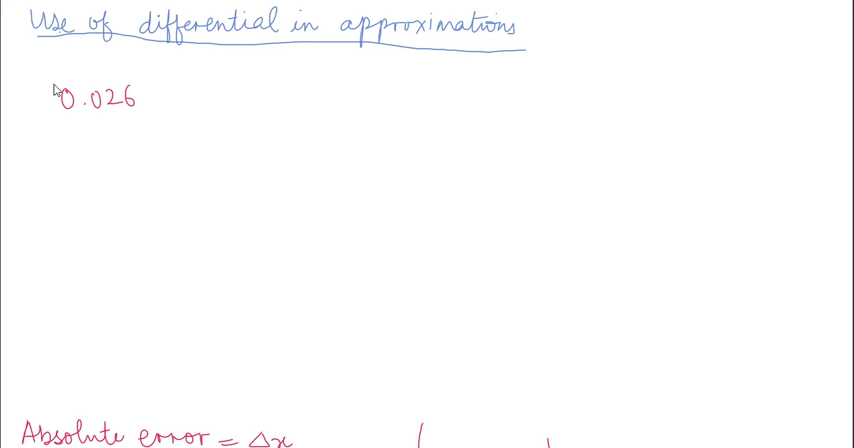 Use of differential in approximations
0.026
Absolute error = Δx